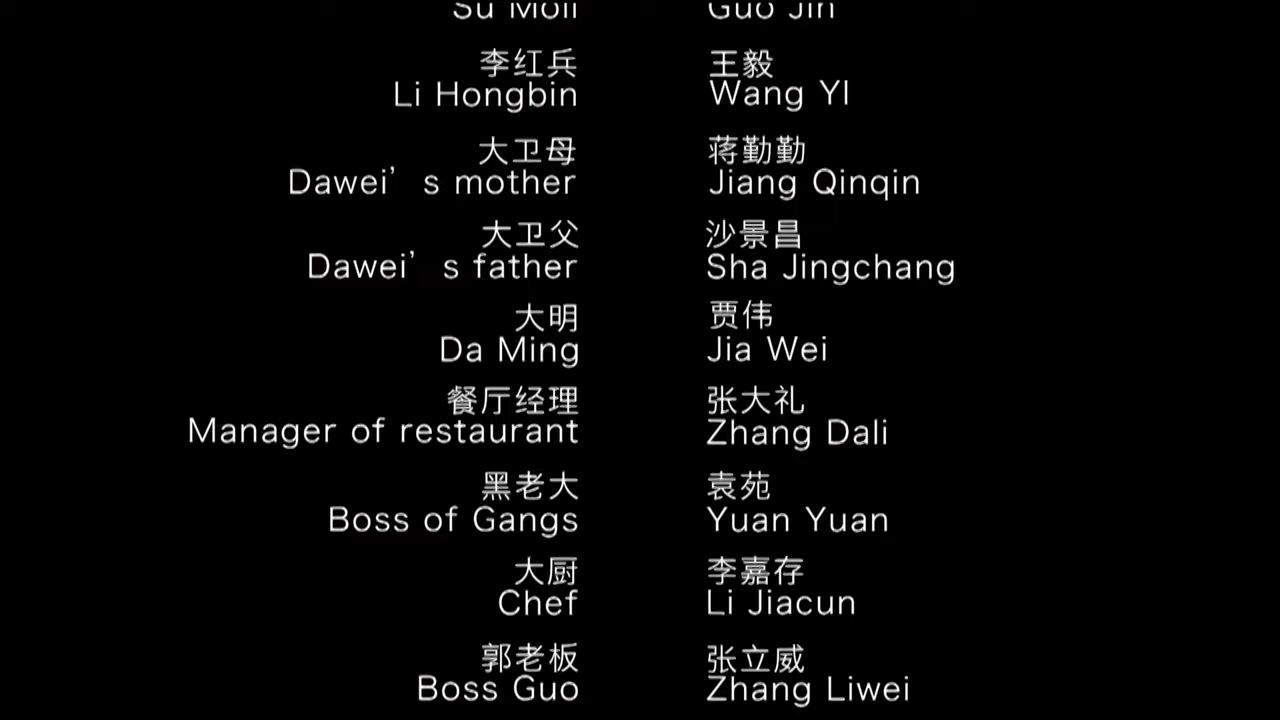 Su Moli Guo Jin
李红兵 王毅
Li Hongbin Wang YI
大卫母 蒋勤勤
Dawei’s mother Jiang Qinqin
大卫父 沙景昌
Dawei’s father Sha Jingchang
大明 贾伟
Da Ming Jia Wei
餐厅经理 张大礼
Manager of restaurant Zhang Dali
黑老大 袁苑
Boss of Gangs Yuan Yuan
大厨 李嘉存
Chef Li Jiacun
郭老板 张立威
Boss Guo Zhang Liwei